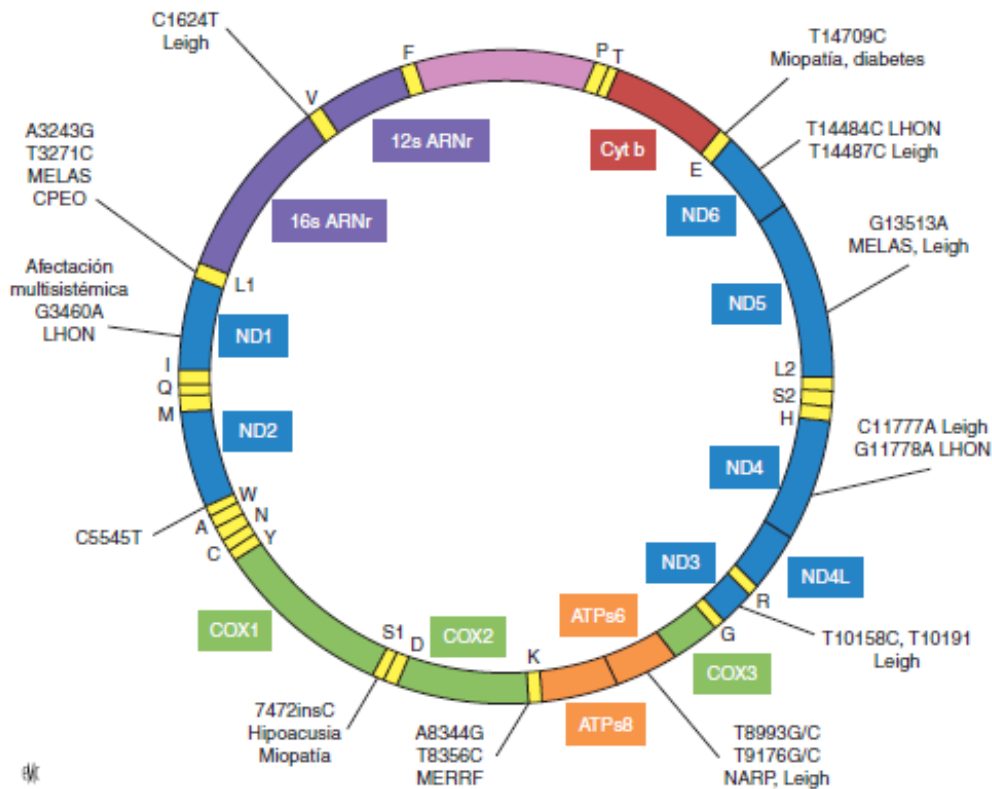 C1624T
Leigh
F
P T
T14709C
Miopatía, diabetes
V
A3243G
T3271C
MELAS
CPEO
12s ARNr
Cyt b
E
T14484C LHON
T14487C Leigh
ND6
16s ARNr
G13513A
MELAS, Leigh
Afectación
multisistémica
G3460A
LHON
L1
ND1
ND5
I
Q
M
L2
S2
H
ND2
C11777A Leigh
G11778A LHON
ND4
C5545T
A
C
W
N
Y
ND3
ND4L
R
G
COX1
S1
D
COX2
K
ATPs6
COX3
T10158C, T10191
Leigh
7472insC
Hipoacusia
Miopatía
A8344G
T8356C
MERRF
ATPs8
T8993G/C
T9176G/C
NARP, Leigh
EMC